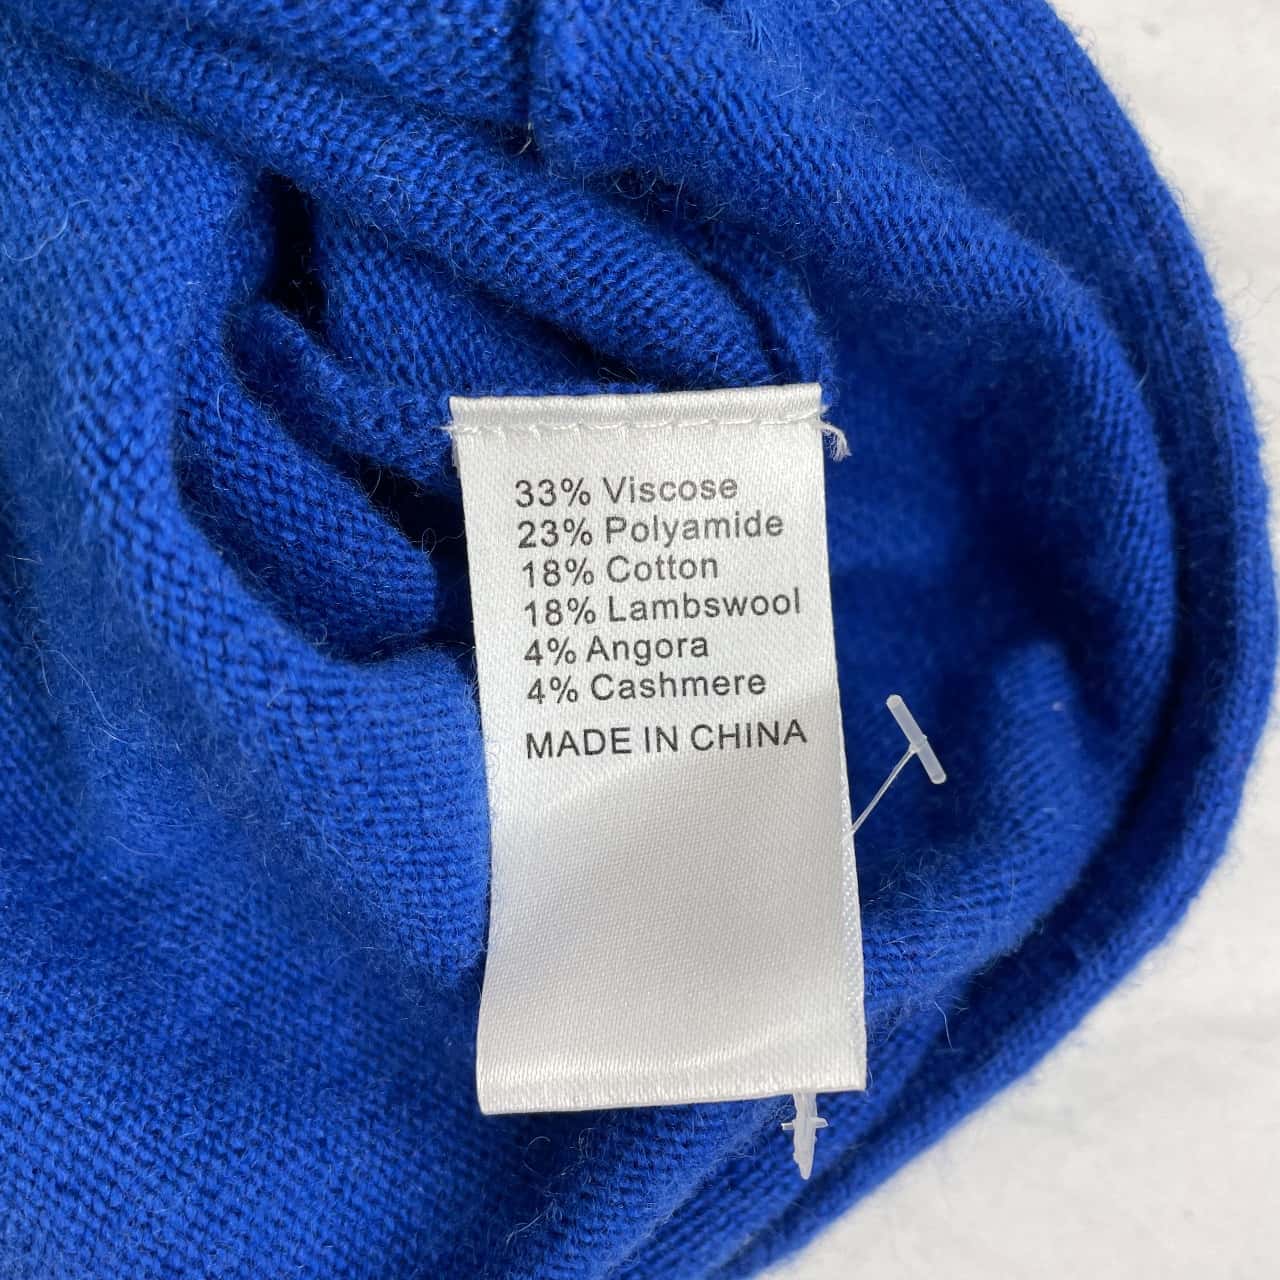 33% Viscose
23% Polyamide
18% Cotton
18% Lambswool
4% Angora
4% Cashmere
MADE IN CHINA